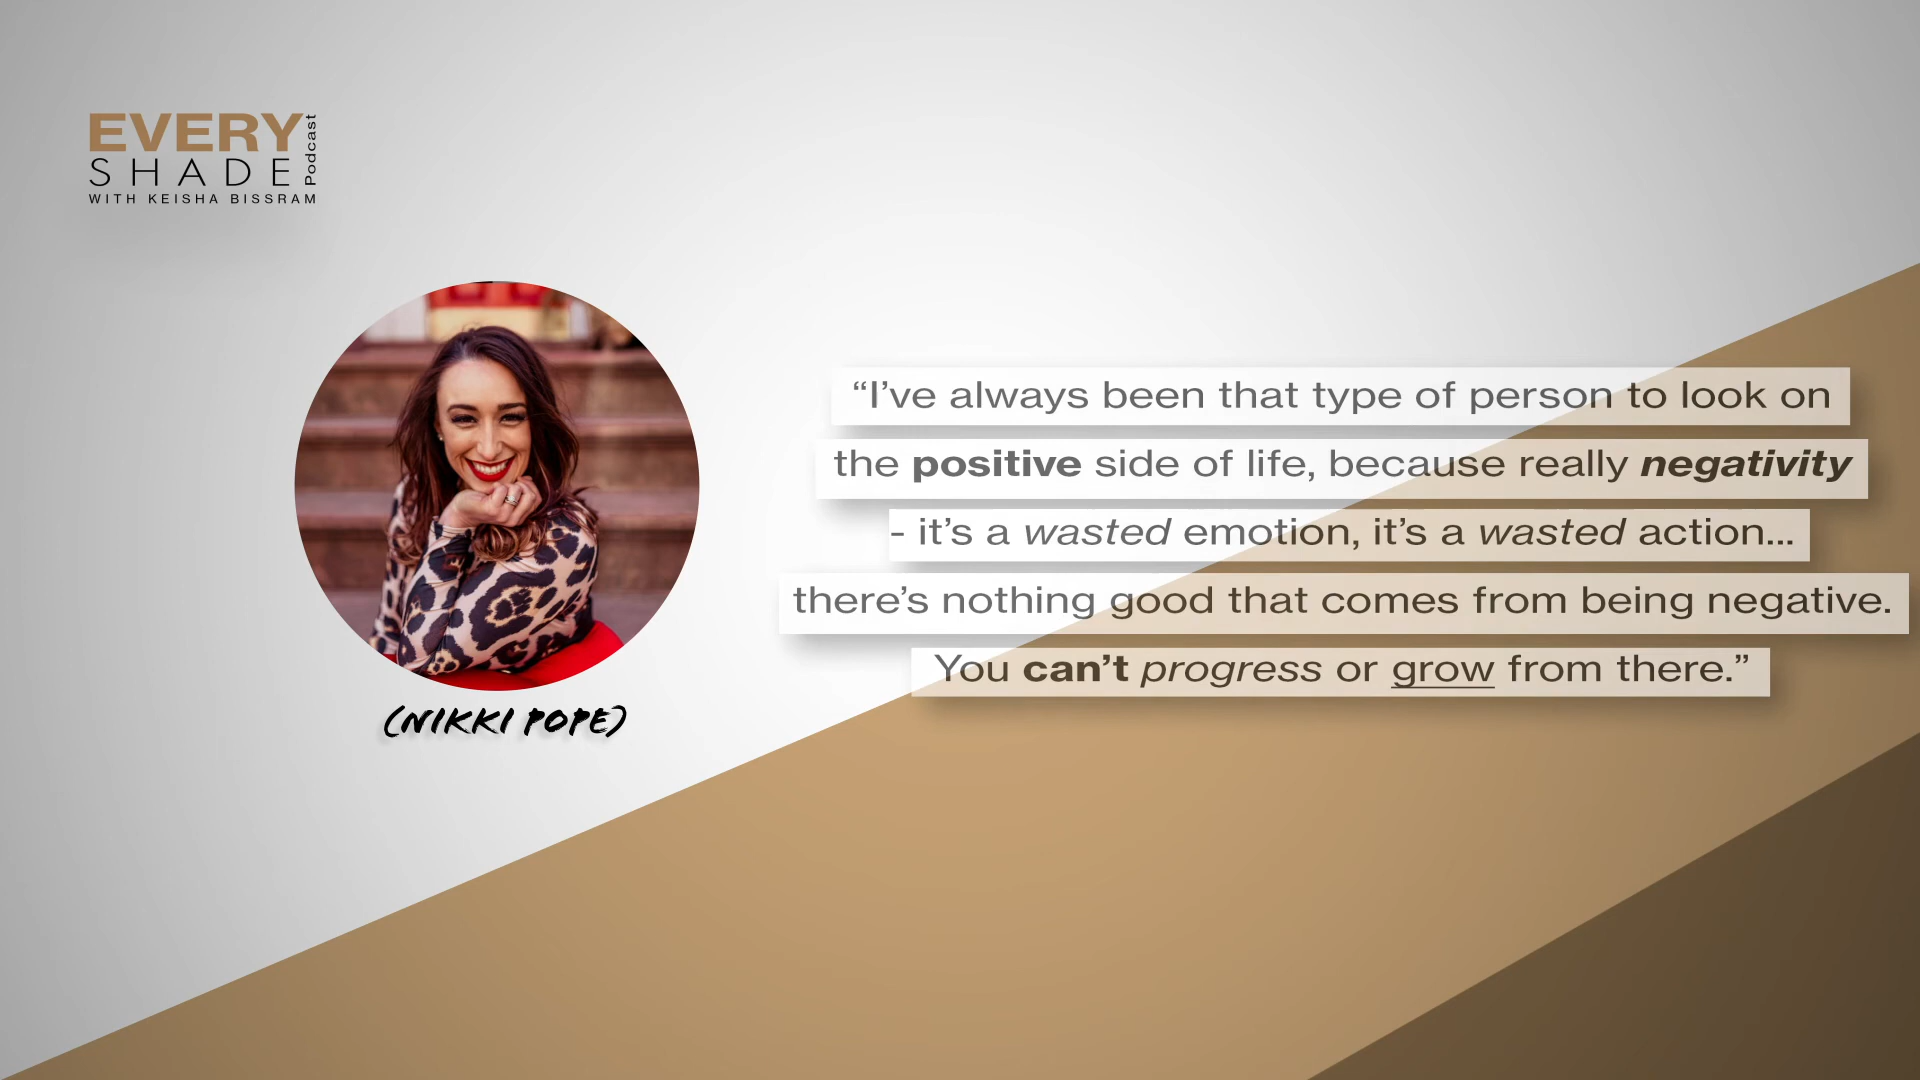 EVERY
SHADE
Podcast
WITH KEISHA BISSRAM
“I’ve always been that type of person to look on
the positive side of life, because really negativity
- it’s a wasted emotion, it’s a wasted action...
there’s nothing good that comes from being negative.
You can’t progress or grow from there.”
(NIKKI POPE)